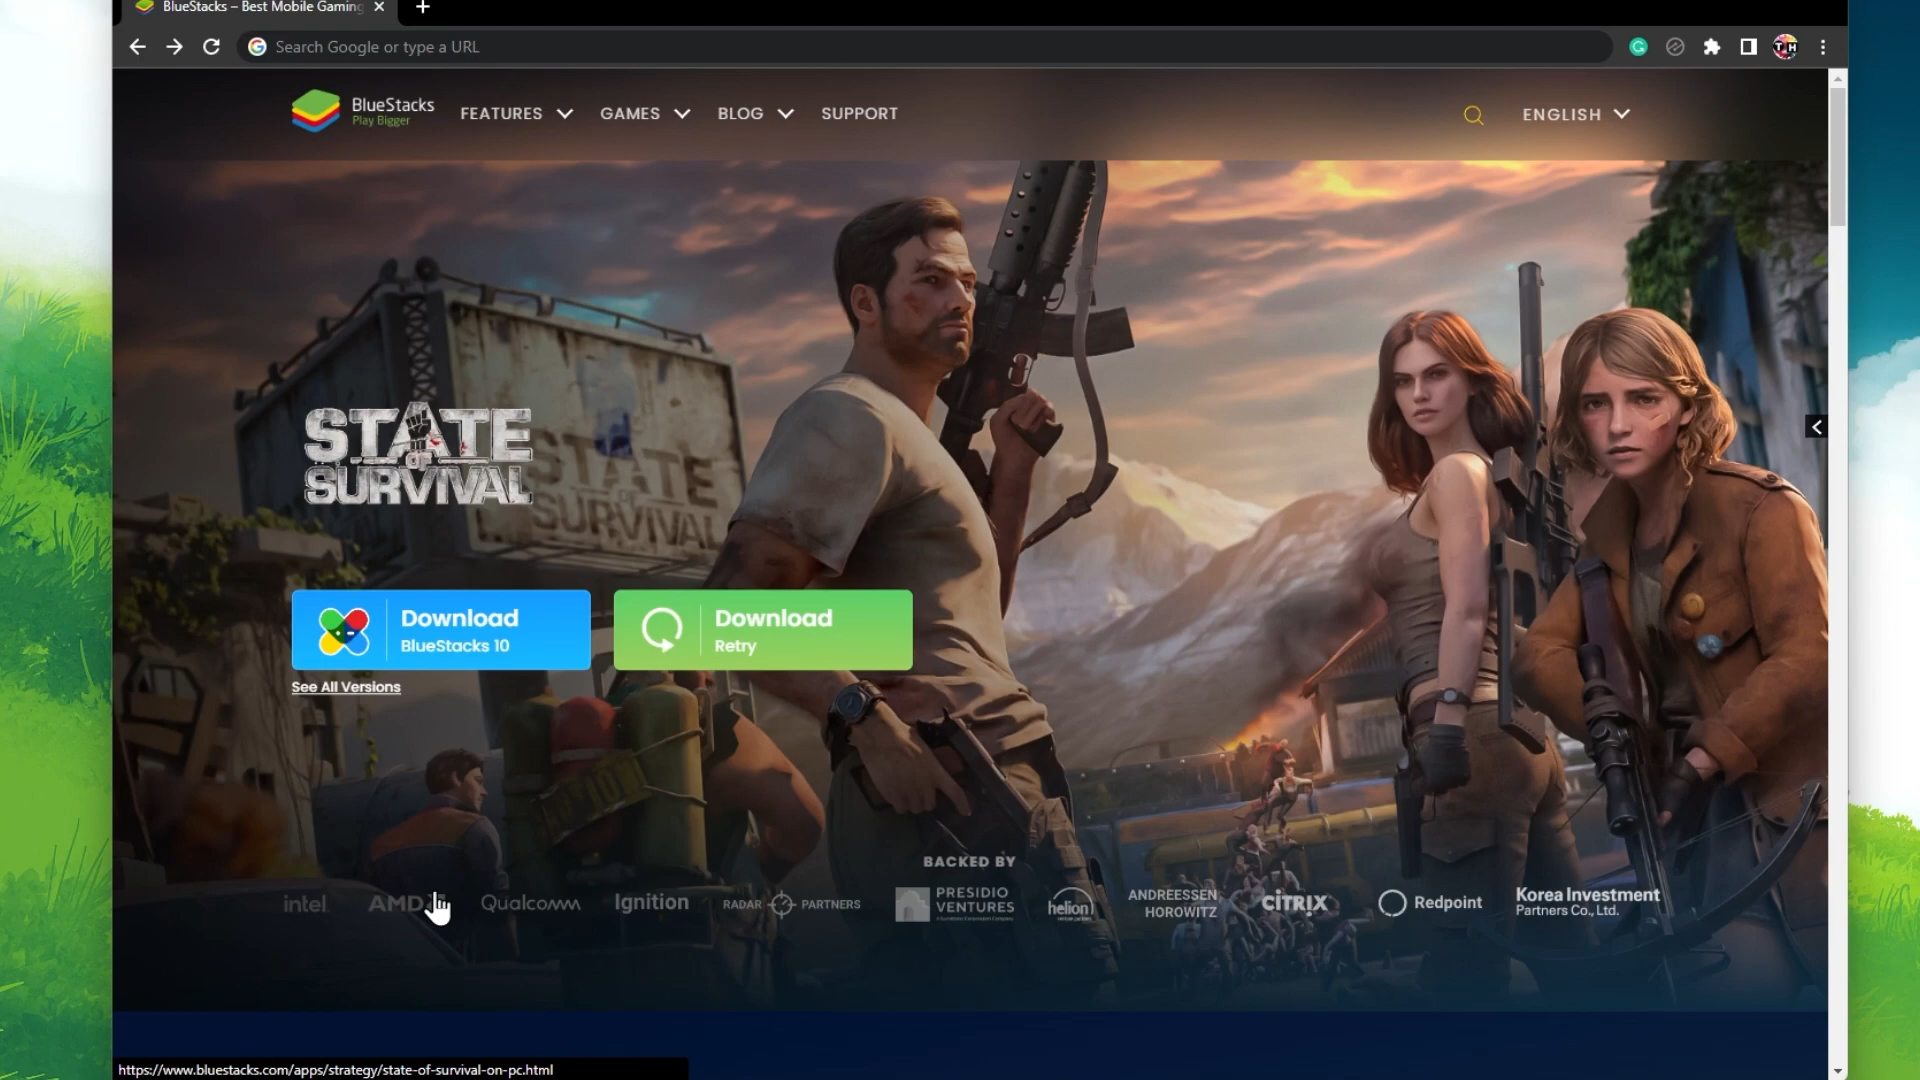 BlueStacks – Best Mobile Gaming
Search Google or type a URL
BlueStacks
Play Bigger
FEATURES
GAMES
BLOG
SUPPORT
ENGLISH
STATE
OF
SURVIVAL
STATE
SURVIVAL
Download
BlueStacks 10
Download
Retry
See All Versions
BACKED BY
intel
AMD
Qualcomm
Ignition
RADAR PARTNERS
PRESIDIO
VENTURES
helion
ANDREESSEN
HOROWITZ
CITRIX
Redpoint
Korea Investment
Partners Co., Ltd.
https://www.bluestacks.com/apps/strategy/state-of-survival-on-pc.html